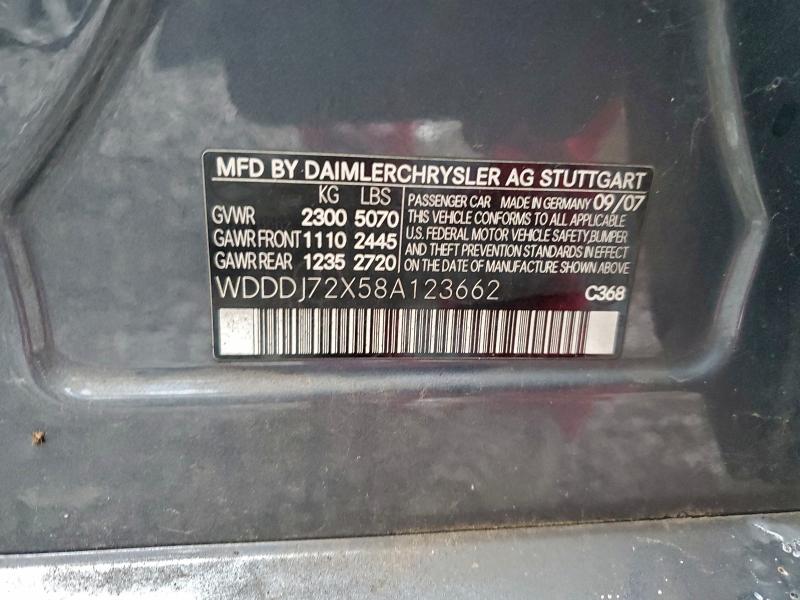 MFD BY DAIMLERCHRYSLER AG STUTTGART
KG LBS
GVWR 2300 5070
GAWR FRONT 1110 2445
GAWR REAR 1235 2720
PASSENGER CAR MADE IN GERMANY 09/07
THIS VEHICLE CONFORMS TO ALL APPLICABLE
U.S. FEDERAL MOTOR VEHICLE SAFETY, BUMPER
AND THEFT PREVENTION STANDARDS IN EFFECT
ON THE DATE OF MANUFACTURE SHOWN ABOVE
WDDDJ72X58A123662 C368